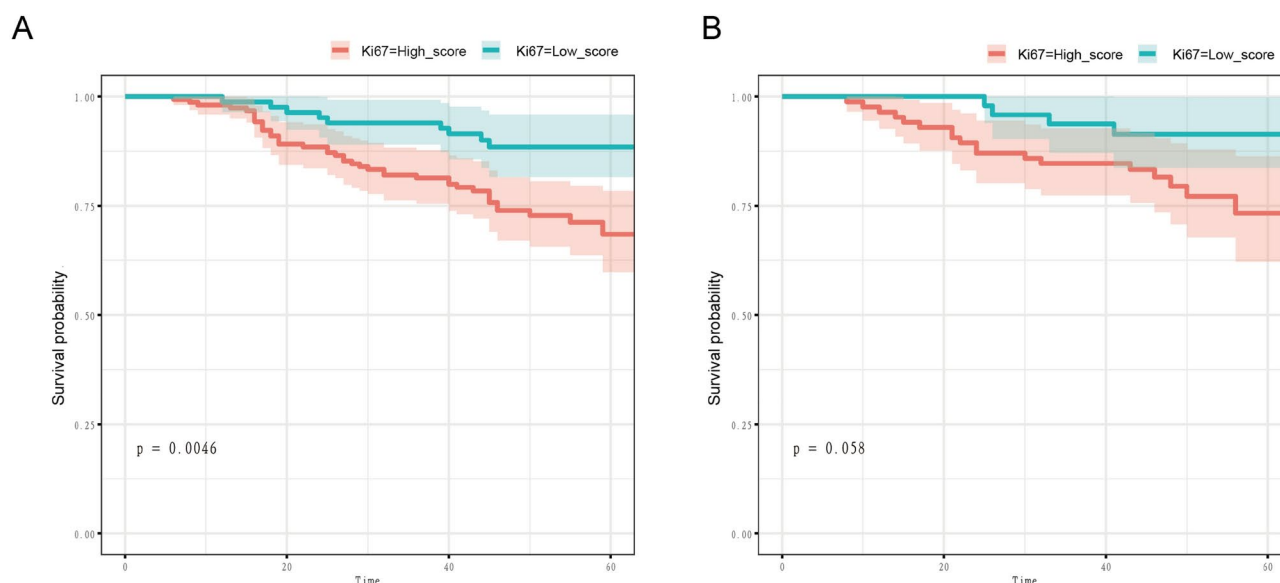 A
Ki67=High_score Ki67=Low_score
1.00
0.75
0.50
0.25
0.00
Survival probability
p = 0.0046
0 20 40 60
Time
B
Ki67=High_score Ki67=Low_score
1.00
0.75
0.50
0.25
0.00
Survival probability
p = 0.058
0 20 40 60
Time